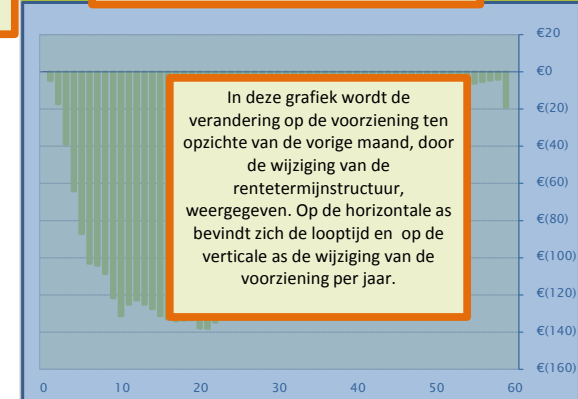 €20
€0
€(20)
€(40)
€(60)
€(80)
€(100)
€(120)
€(140)
€(160)
In deze grafiek wordt de
verandering op de voorziening ten
opzichte van de vorige maand, door
de wijziging van de
rentetermijnstructuur,
weergegeven. Op de horizontale as
bevindt zich de looptijd en op de
verticale as de wijziging van de
voorziening per jaar.
0 10 20 30 40 50 60